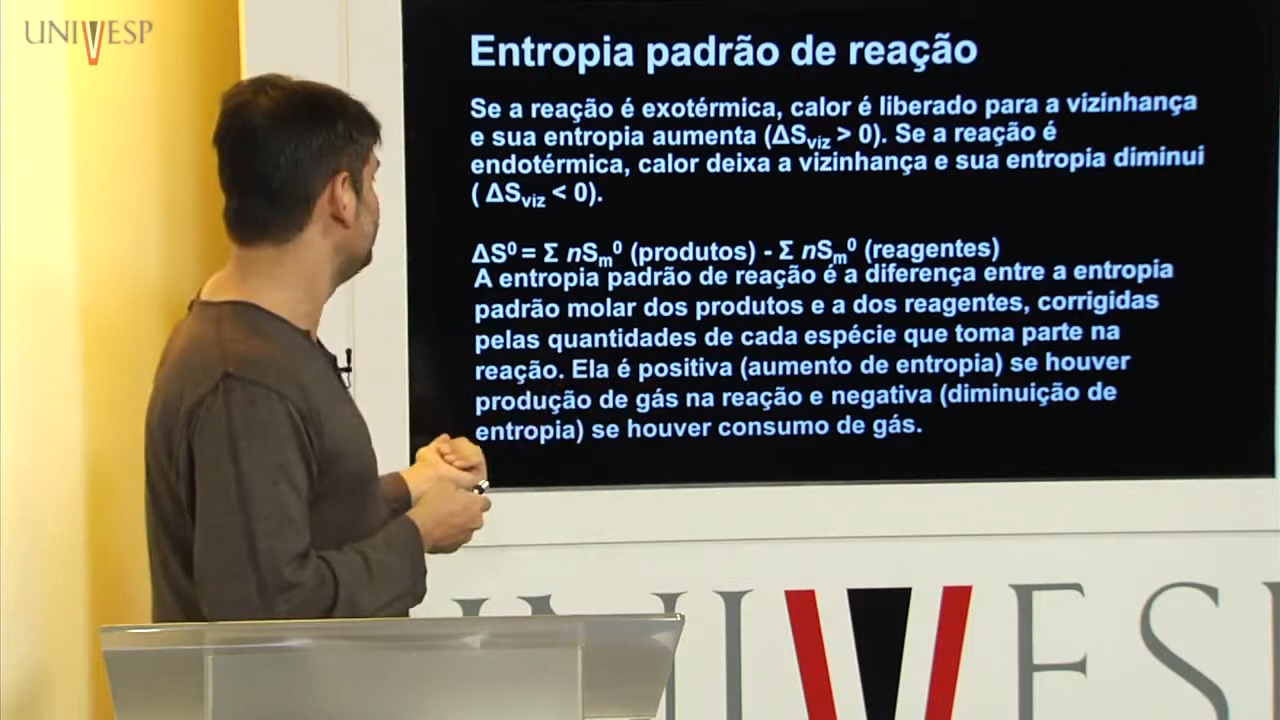 UNIVESP
Entropia padrão de reação
Se a reação é exotérmica, calor é liberado para a vizinhança
e sua entropia aumenta (ΔSviz > 0). Se a reação é
endotérmica, calor deixa a vizinhança e sua entropia diminui
( ΔSviz < 0).
ΔS⁰ = Σ nSm⁰ (produtos) - Σ nSm⁰ (reagentes)
A entropia padrão de reação é a diferença entre a entropia
padrão molar dos produtos e a dos reagentes, corrigidas
pelas quantidades de cada espécie que toma parte na
reação. Ela é positiva (aumento de entropia) se houver
produção de gás na reação e negativa (diminuição de
entropia) se houver consumo de gás.
UNIVESP